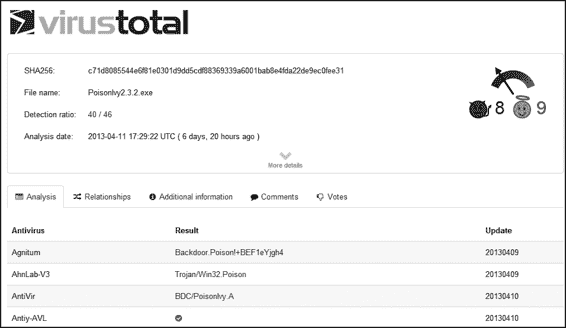 virustotal
SHA256: c71d8085544e6f81e0301d9dd5cdf88369339a6001bab8e4fda22de9ec0fee31
File name: PoisonIvy2.3.2.exe
Detection ratio: 40 / 46
Analysis date: 2013-04-11 17:29:22 UTC ( 6 days, 20 hours ago )
8 9
More details
Analysis Relationships Additional information Comments Votes
Antivirus Result Update
Agnitum Backdoor.Poison!+BEF1eYjgh4 20130409
AhnLab-V3 Trojan/Win32.Poison 20130409
AntiVir BDC/PoisonIvy.A 20130410
Antiy-AVL 20130410